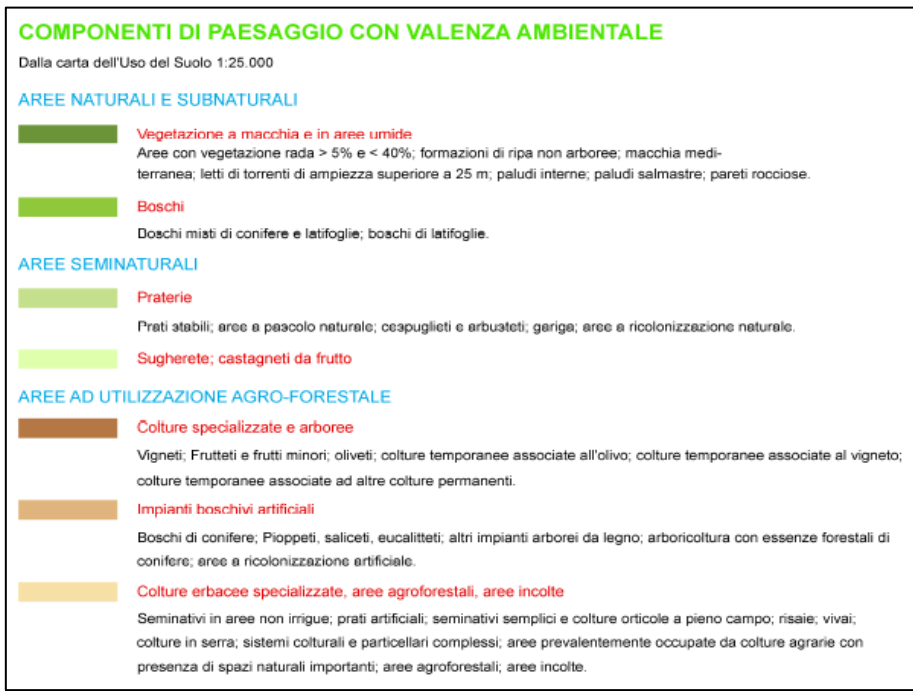 COMPONENTI DI PAESAGGIO CON VALENZA AMBIENTALE
Dalla carta dell'Uso del Suolo 1:25.000
AREE NATURALI E SUBNATURALI
Vegetazione a macchia e in aree umide
Aree con vegetazione rada > 5% e < 40%; formazioni di ripa non arboree; macchia medi-
terranea; letti di torrenti di ampiezza superiore a 25 m; paludi interne; paludi salmastre; pareti rocciose.
Boschi
Boschi misti di conifere e latifoglie; boschi di latifoglie.
AREE SEMINATURALI
Praterie
Prati stabili; aree a pascolo naturale; cespuglieti e arbusteti; gariga; aree a ricolonizzazione naturale.
Sugherete; castagneti da frutto
AREE AD UTILIZZAZIONE AGRO-FORESTALE
Colture specializzate e arboree
Vigneti; Frutteti e frutti minori; oliveti; colture temporanee associate all'olivo; colture temporanee associate al vigneto;
colture temporanee associate ad altre colture permanenti.
Impianti boschivi artificiali
Boschi di conifere; Pioppeti, saliceti, eucalitteti; altri impianti arborei da legno; arboricoltura con essenze forestali di
conifere; aree a ricolonizzazione artificiale.
Colture erbacee specializzate, aree agroforestali, aree incolte
Seminativi in aree non irrigue; prati artificiali; seminativi semplici e colture orticole a pieno campo; risaie; vivai;
colture in serra; sistemi colturali e particellari complessi; aree prevalentemente occupate da colture agrarie con
presenza di spazi naturali importanti; aree agroforestali; aree incolte.